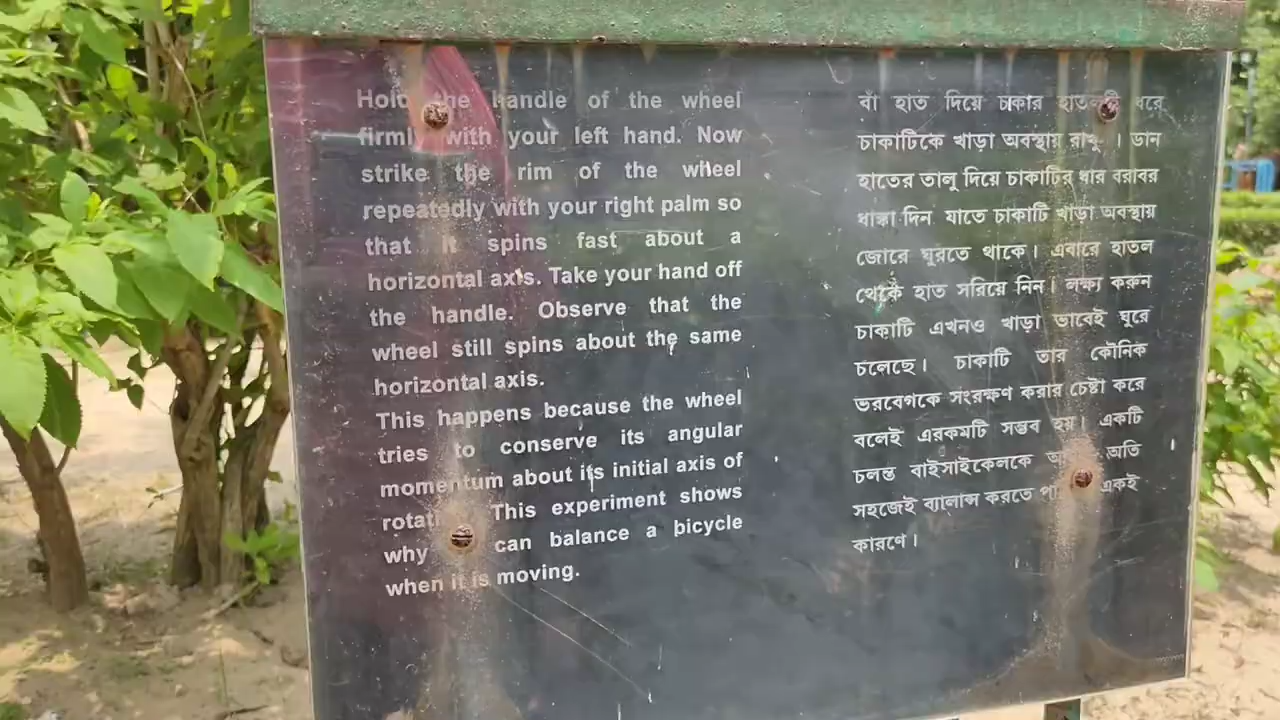 Hold the handle of the wheel
firmly with your left hand. Now
strike the rim of the wheel
repeatedly with your right palm so
that it spins fast about a
horizontal axis. Take your hand off
the handle. Observe that the
wheel still spins about the same
horizontal axis.
This happens because the wheel
tries to conserve its angular
momentum about its initial axis of
This experiment shows
why can balance a bicycle
when it is moving.
বাঁ হাত দিয়ে চাকার ধরে
চাকাটিকে খাড়া অবস্থায় রাখুন । ডান
হাতের তালু দিয়ে চাকাটির ধার বরাবর
ধাক্কা দিন যাতে চাকাটি খাড়া অবস্থায়
জোরে ঘুরতে থাকে। এবারে হাতল
থেকে হাত সরিয়ে নিন। লক্ষ্য করুন
চাকাটি এখনও খাড়া ভাবেই ঘুরে
চলেছে। চাকাটি তার কৌনিক
ভরবেগকে সংরক্ষণ করার চেষ্টা করে
বলেই এরকমটি সম্ভব হয়। একটি
চলন্ত বাইসাইকেলকে অতি
সহজেই ব্যালান্স করতে একই
কারণে।